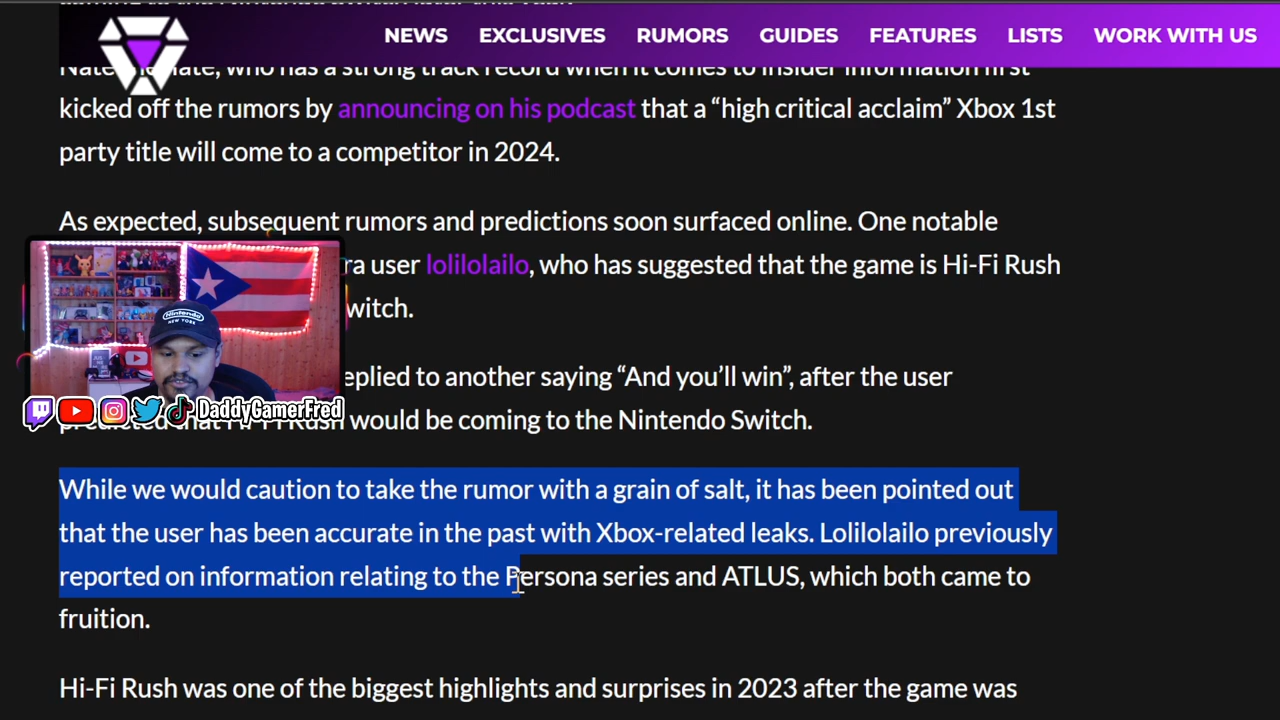 NEWS EXCLUSIVES RUMORS GUIDES FEATURES LISTS WORK WITH US
who has a strong track record when it comes to insider information first
kicked off the rumors by announcing on his podcast that a “high critical acclaim” Xbox 1st
party title will come to a competitor in 2024.
As expected, subsequent rumors and predictions soon surfaced online. One notable
ra user lolilolailo, who has suggested that the game is Hi-Fi Rush
witch.
eplied to another saying “And you’ll win”, after the user
predicted that Hi-Fi Rush would be coming to the Nintendo Switch.
Nintendo
NEW YORK
DaddyGamerFred
While we would caution to take the rumor with a grain of salt, it has been pointed out
that the user has been accurate in the past with Xbox-related leaks. Lolilolailo previously
reported on information relating to the Persona series and ATLUS, which both came to
fruition.
Hi-Fi Rush was one of the biggest highlights and surprises in 2023 after the game was